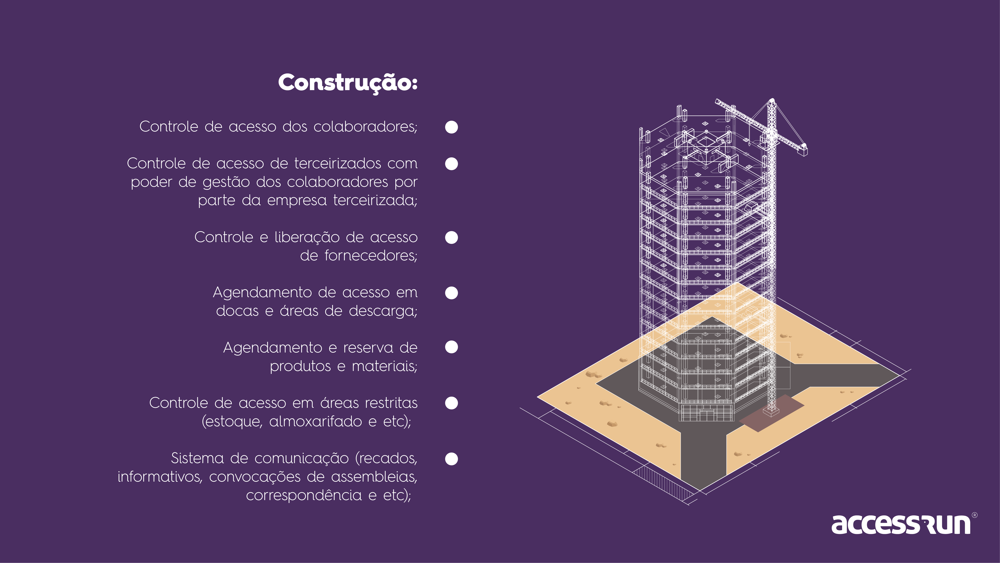 Construção:
Controle de acesso dos colaboradores;
Controle de acesso de terceirizados com
poder de gestão dos colaboradores por
parte da empresa terceirizada;
Controle e liberação de acesso
de fornecedores;
Agendamento de acesso em
docas e áreas de descarga;
Agendamento e reserva de
produtos e materiais;
Controle de acesso em áreas restritas
(estoque, almoxarifado e etc);
Sistema de comunicação (recados,
informativos, convocações de assembleias,
correspondência e etc);
accessrun®